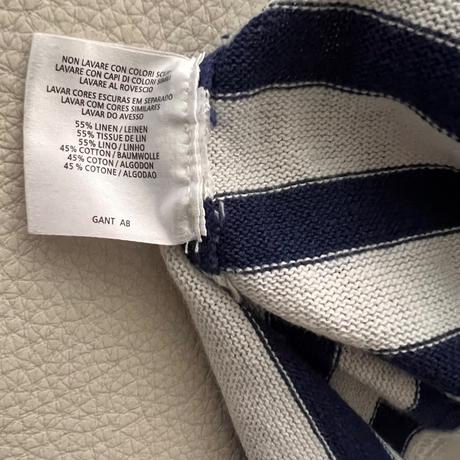 NON LAVARE CON COLORI
LAVARE CON CAPI DI COLORI SIMILI
LAVARE AL ROVESCIO
LAVAR CORES ESCURAS EM SEPARADO
LAVAR COM CORES SIMILARES
LAVAR DO AVESSO
55% LINEN / LEINEN
55% TISSUE DE LIN
55% LINO / LINHO
45% COTTON / BAUMWOLLE
45% COTON / ALGODON
45 % COTONE / ALGODAO
GANT AB